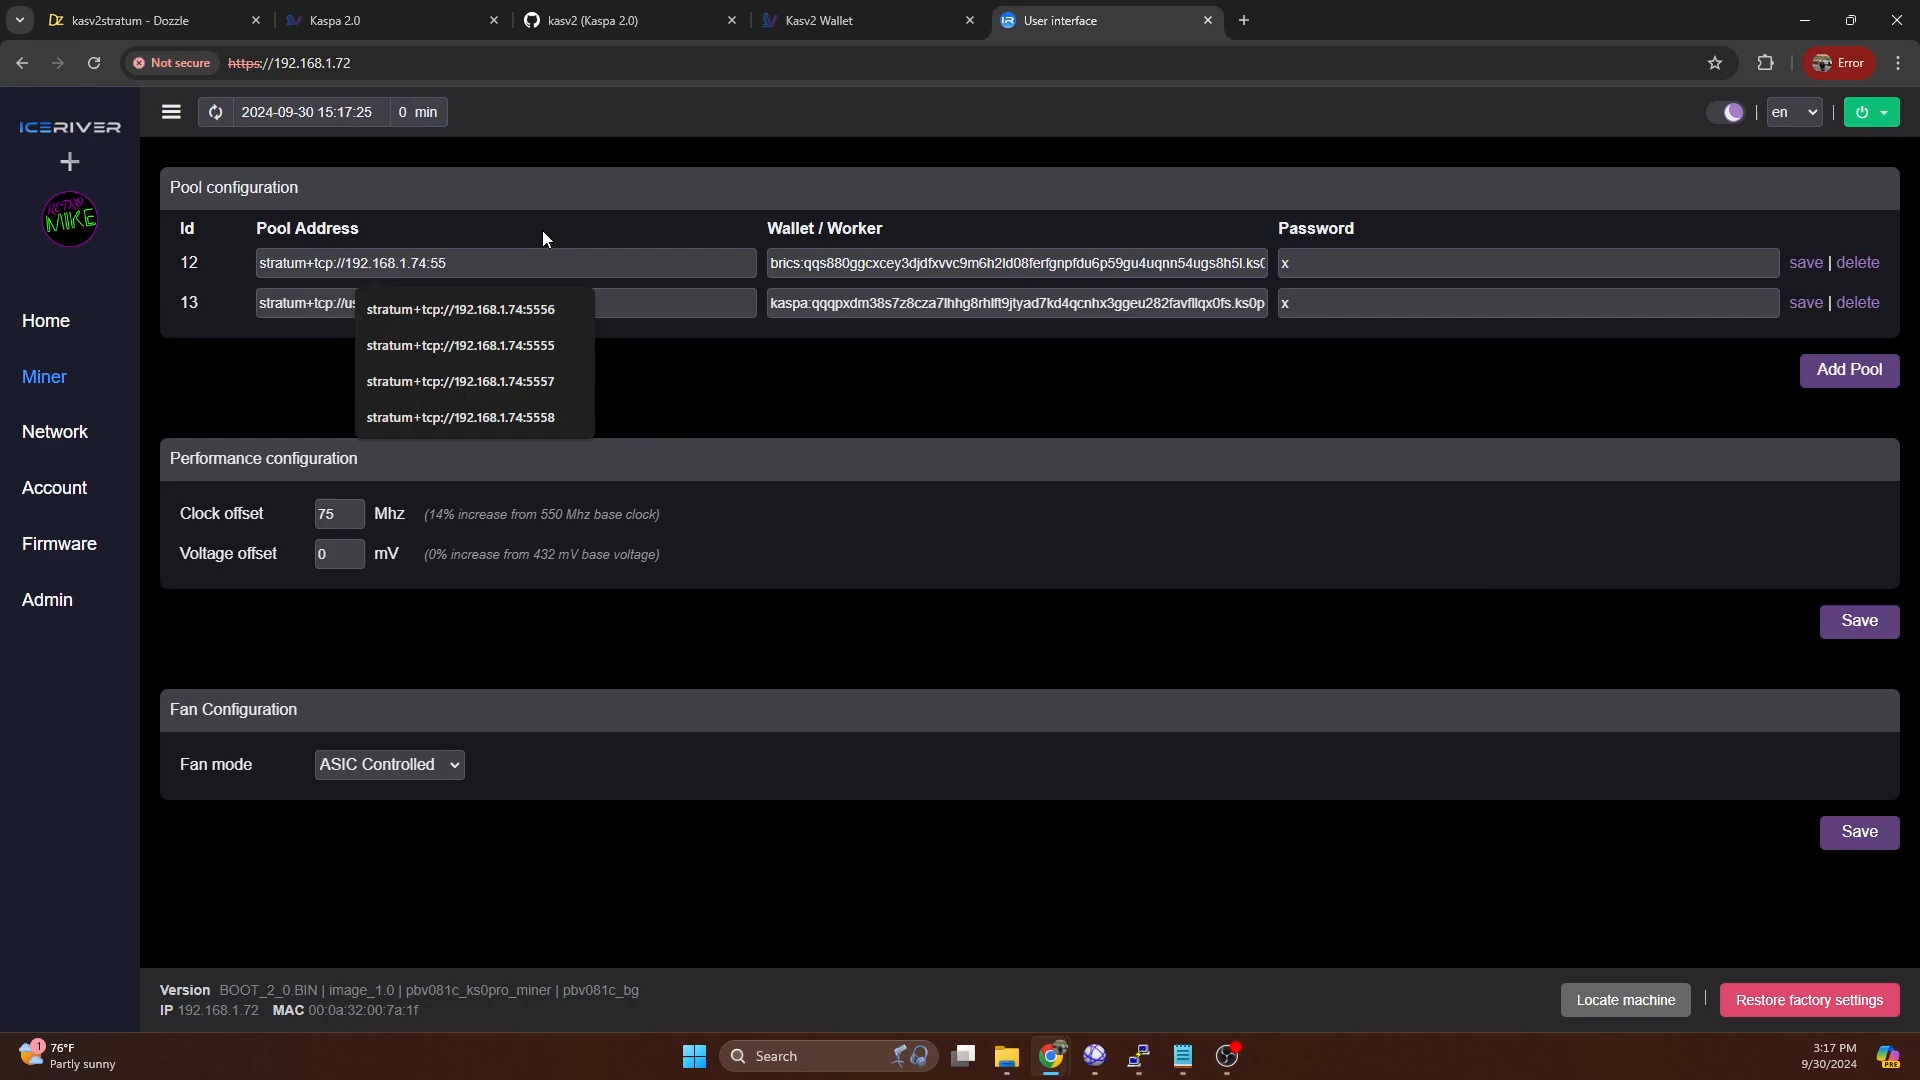 kasv2stratum - Dozzle
Kaspa 2.0
kasv2 (Kaspa 2.0)
Kasv2 Wallet
User interface
Not secure
https://192.168.1.72
Error
ICERIVER
+
RETRO
MIKE
2024-09-30 15:17:25
0 min
en
Home
Miner
Network
Account
Firmware
Admin
Pool configuration
Id
Pool Address
Wallet / Worker
Password
12
stratum+tcp://192.168.1.74:55
x
save | delete
13
stratum+tcp://us
x
save | delete
stratum+tcp://192.168.1.74:5556
stratum+tcp://192.168.1.74:5555
stratum+tcp://192.168.1.74:5557
stratum+tcp://192.168.1.74:5558
Add Pool
Performance configuration
Clock offset
75
Mhz
(14% increase from 550 Mhz base clock)
Voltage offset
0
mV
(0% increase from 432 mV base voltage)
Save
Fan Configuration
Fan mode
ASIC Controlled
Save
Version BOOT_2_0.BIN | image_1.0 | pbv081c_ks0pro_miner | pbv081c_bg
IP 192.168.1.72 MAC 00:0a:32:00:7a:1f
Locate machine
Restore factory settings
1
76°F
Partly sunny
Search
3:17 PM
9/30/2024
PRE